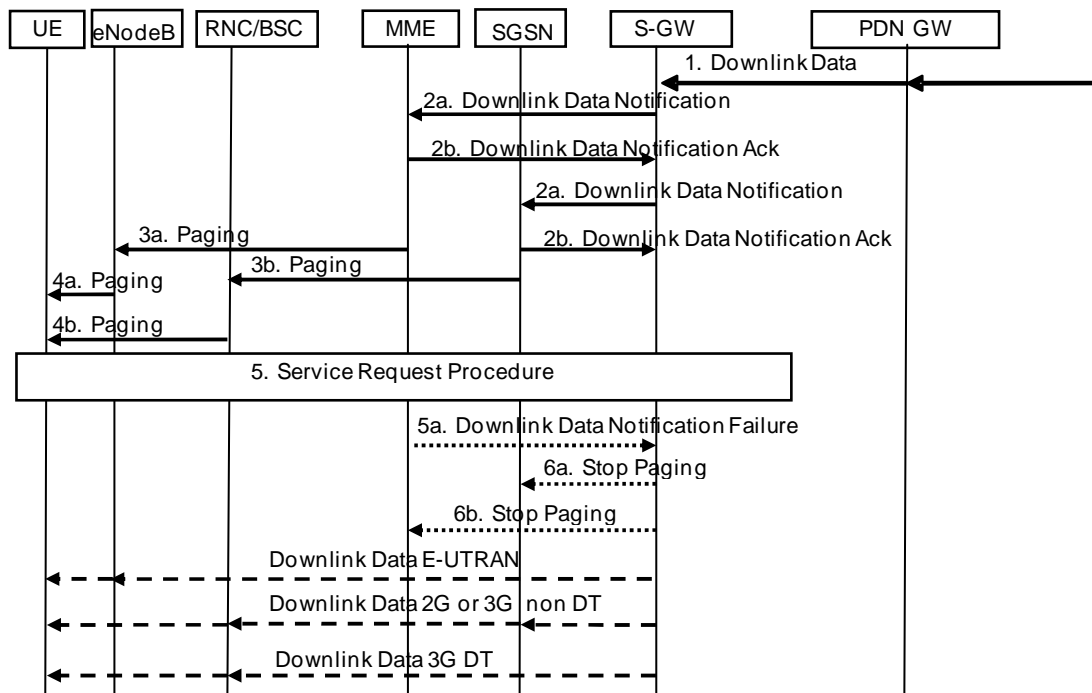 UE
eNodeB
RNC/BSC
MME
SGSN
S-GW
PDN GW
1. Downlink Data
2a. Downlink Data Notification
2b. Downlink Data Notification Ack
2a. Downlink Data Notification
3a. Paging
2b. Downlink Data Notification Ack
3b. Paging
4a. Paging
4b. Paging
5. Service Request Procedure
5a. Downlink Data Notification Failure
6a. Stop Paging
6b. Stop Paging
Downlink Data E-UTRAN
Downlink Data 2G or 3G non DT
Downlink Data 3G DT